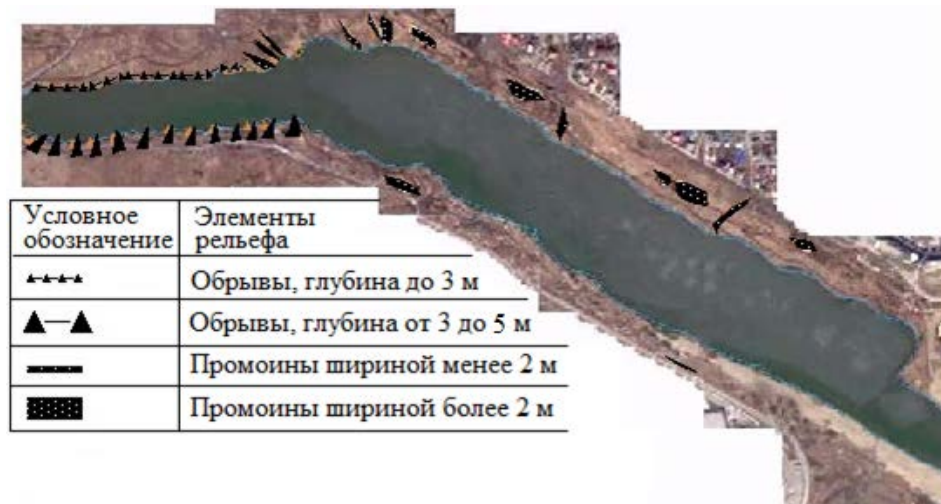 Условное обозначение
Элементы рельефа
Обрывы, глубина до 3 м
Обрывы, глубина от 3 до 5 м
Промоины шириной менее 2 м
Промоины шириной более 2 м